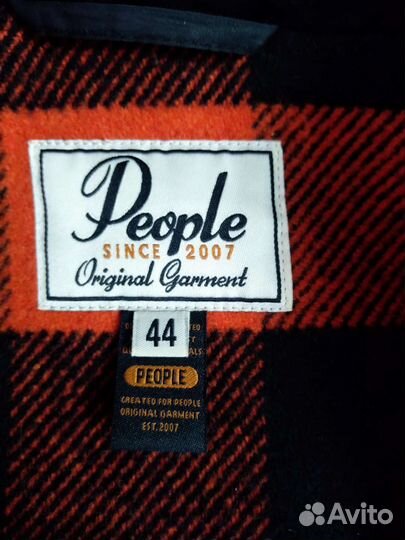 People
SINCE 2007
Original Garment
44
PEOPLE
CREATED FOR PEOPLE
ORIGINAL GARMENT
EST. 2007
Avito